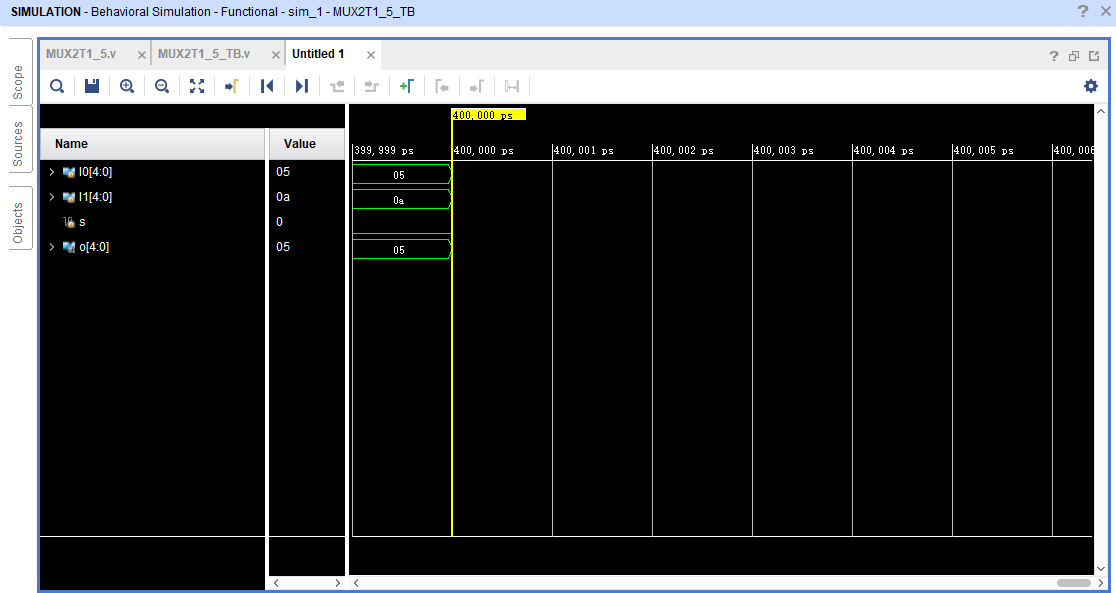 SIMULATION - Behavioral Simulation - Functional - sim_1 - MUX2T1_5_TB
? ×
Scope
Sources
Objects
MUX2T1_5.v × MUX2T1_5_TB.v × Untitled 1 ×
?
400,000 ps
Name Value
399,999 ps 400,000 ps 400,001 ps 400,002 ps 400,003 ps 400,004 ps 400,005 ps 400,006
I0[4:0] 05 05
I1[4:0] 0a 0a
s 0
o[4:0] 05 05